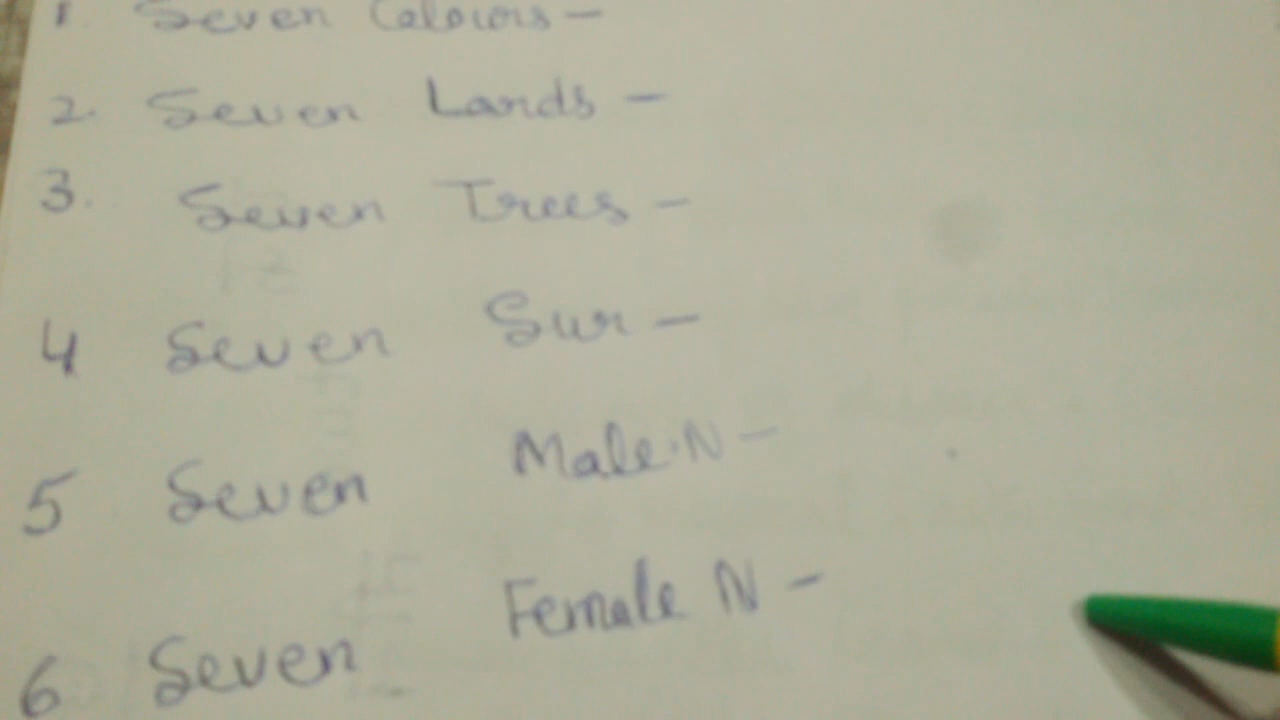 1. Seven Colours –
2. Seven Lands –
3. Seven Trees –
4 Seven Sur –
5 Seven Male.N –
6 Seven Female N –